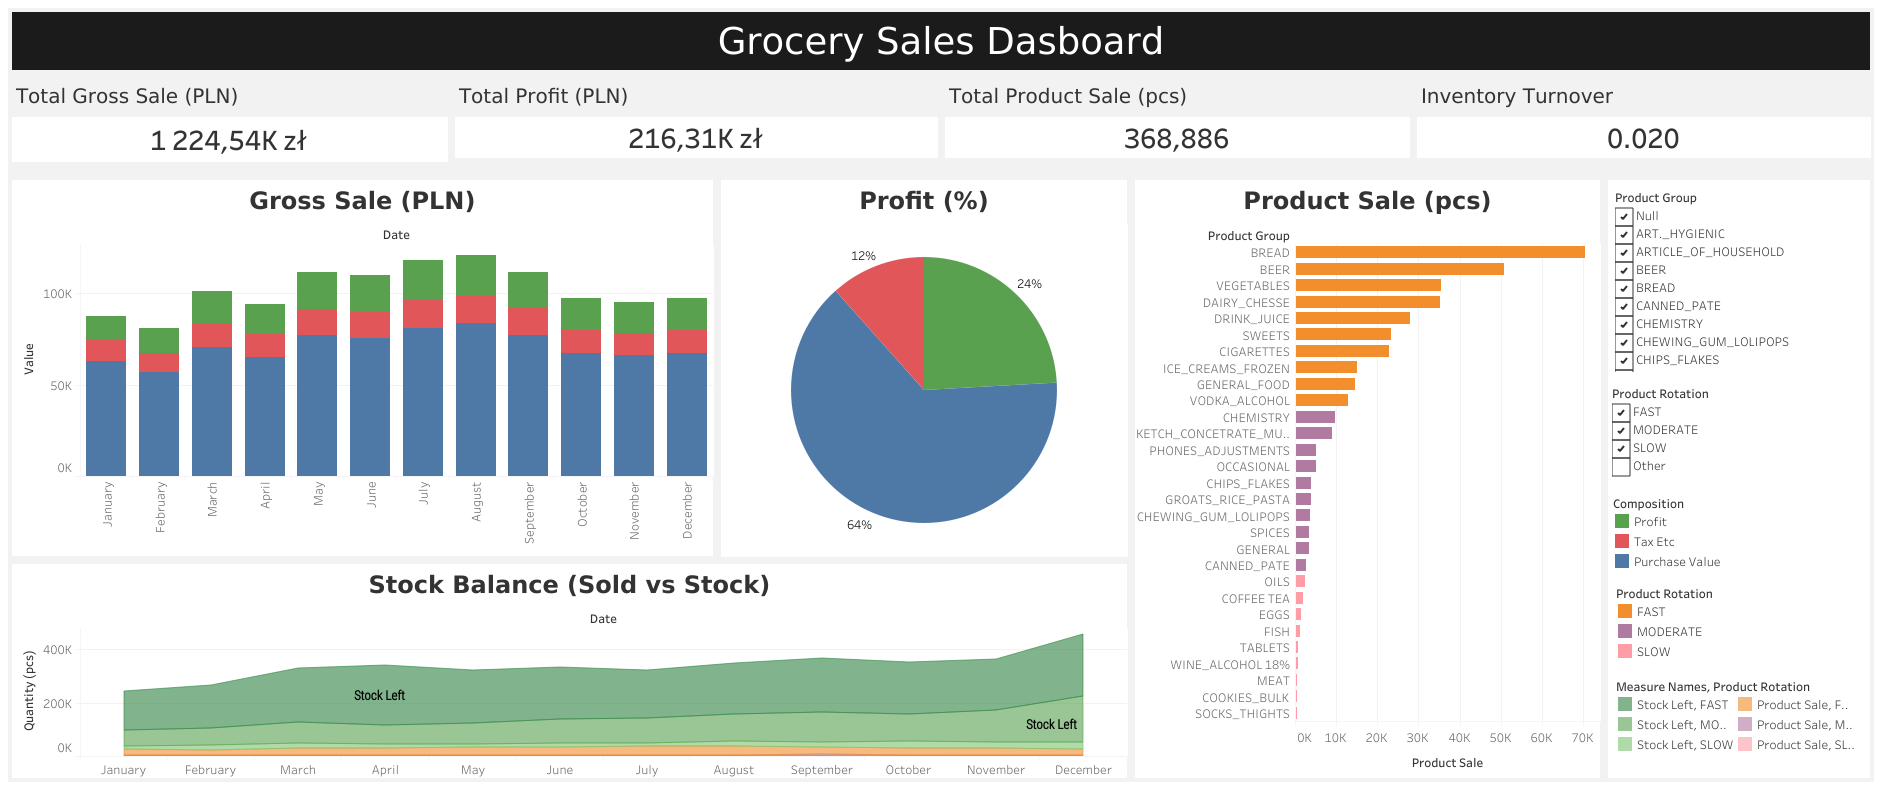 Grocery Sales Dasboard
Total Gross Sale (PLN)
Total Profit (PLN)
Total Product Sale (pcs)
Inventory Turnover
1 224,54K zł
216,31K zł
368,886
0.020
Gross Sale (PLN)
Date
Value
100K
50K
0K
January
February
March
April
May
June
July
August
September
October
November
December
Profit (%)
12%
24%
64%
Product Sale (pcs)
Product Group
BREAD
BEER
VEGETABLES
DAIRY_CHESSE
DRINK_JUICE
SWEETS
CIGARETTES
ICE_CREAMS_FROZEN
GENERAL_FOOD
VODKA_ALCOHOL
CHEMISTRY
KETCH_CONCETRATE_MU..
PHONES_ADJUSTMENTS
OCCASIONAL
CHIPS_FLAKES
GROATS_RICE_PASTA
CHEWING_GUM_LOLIPOPS
SPICES
GENERAL
CANNED_PATE
OILS
COFFEE TEA
EGGS
FISH
TABLETS
WINE_ALCOHOL 18%
MEAT
COOKIES_BULK
SOCKS_THIGHTS
0K 10K 20K 30K 40K 50K 60K 70K
Product Sale
Stock Balance (Sold vs Stock)
Date
Quantity (pcs)
400K
200K
0K
Stock Left
Stock Left
January February March April May June July August September October November December
Product Group
Null
ART._HYGIENIC
ARTICLE_OF_HOUSEHOLD
BEER
BREAD
CANNED_PATE
CHEMISTRY
CHEWING_GUM_LOLIPOPS
CHIPS_FLAKES
Product Rotation
FAST
MODERATE
SLOW
Other
Composition
Profit
Tax Etc
Purchase Value
Product Rotation
FAST
MODERATE
SLOW
Measure Names, Product Rotation
Stock Left, FAST Product Sale, F..
Stock Left, MO.. Product Sale, M..
Stock Left, SLOW Product Sale, SL..